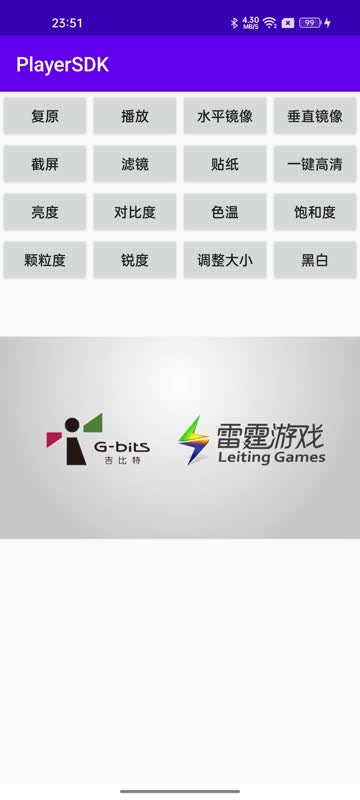 23:51
4.30 MB/S
99
PlayerSDK
复原 播放 水平镜像 垂直镜像
截屏 滤镜 贴纸 一键高清
亮度 对比度 色温 饱和度
颗粒度 锐度 调整大小 黑白
G-bits
吉比特
雷霆游戏
Leiting Games